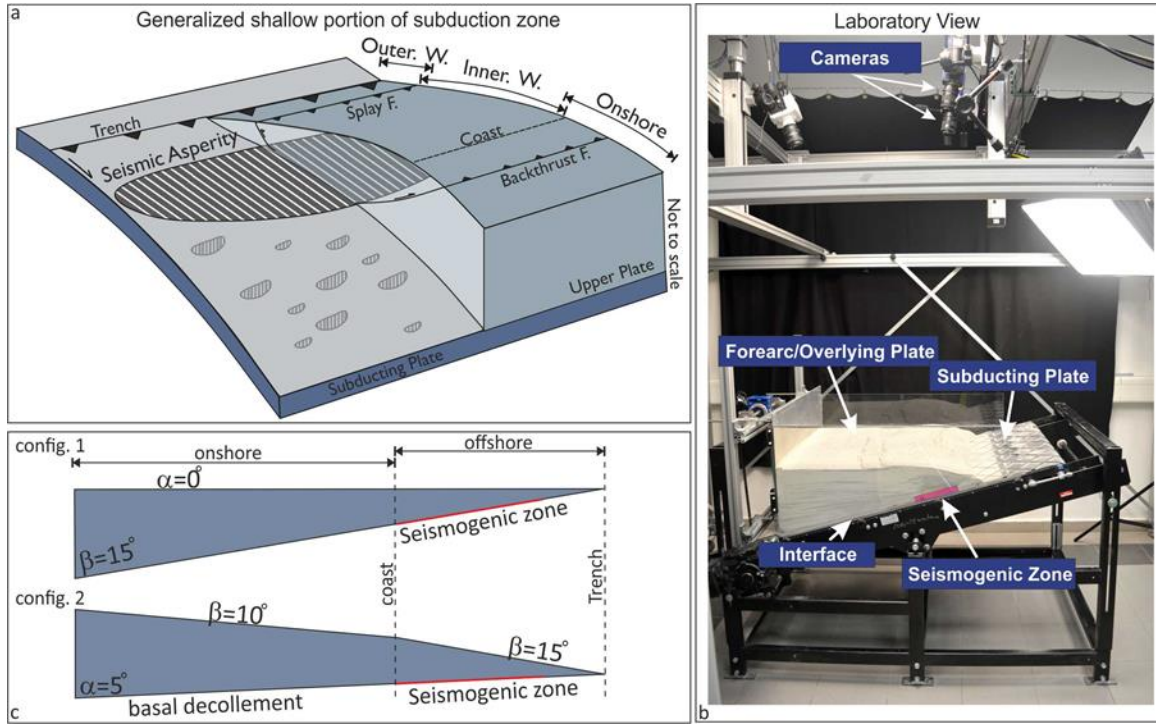 a
Generalized shallow portion of subduction zone
Outer. W.
Inner. W.
Onshore
Trench
Splay F.
Coast
Seismic Asperity
Backthrust F.
Not to scale
Upper Plate
Subducting Plate
Laboratory View
Cameras
Forearc/Overlying Plate
Subducting Plate
Interface
Seismogenic Zone
b
config. 1
onshore
offshore
α=0°
Seismogenic zone
β=15°
coast
Trench
config. 2
β=10°
β=15°
α=5°
basal decollement
Seismogenic zone
c